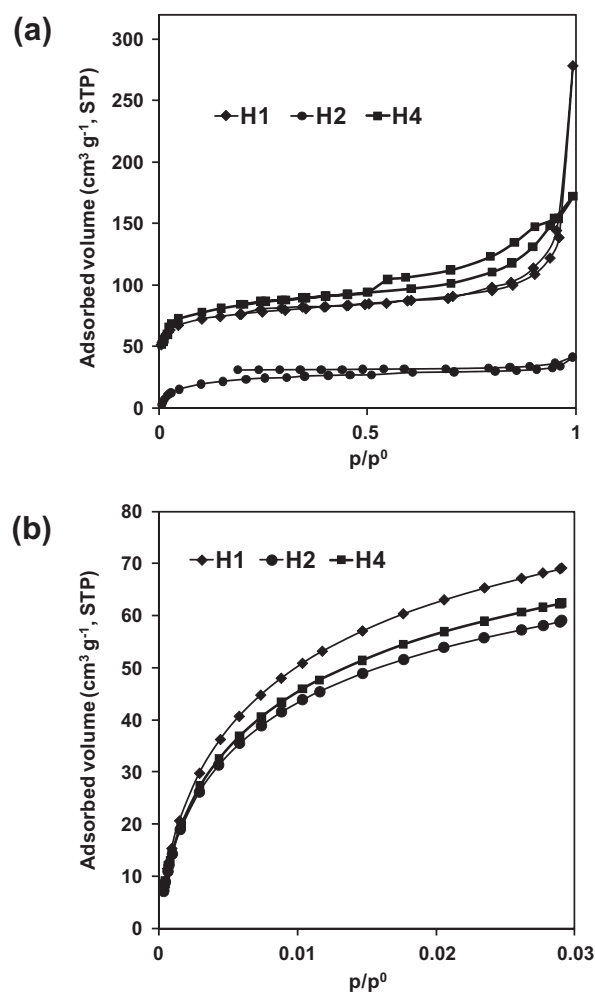 (a)
Adsorbed volume (cm³ g⁻¹, STP)
300
250
200
150
100
50
0
H1 H2 H4
0 0.5 1
p/p⁰
(b)
Adsorbed volume (cm³ g⁻¹, STP)
80
70
60
50
40
30
20
10
0
H1 H2 H4
0 0.01 0.02 0.03
p/p⁰